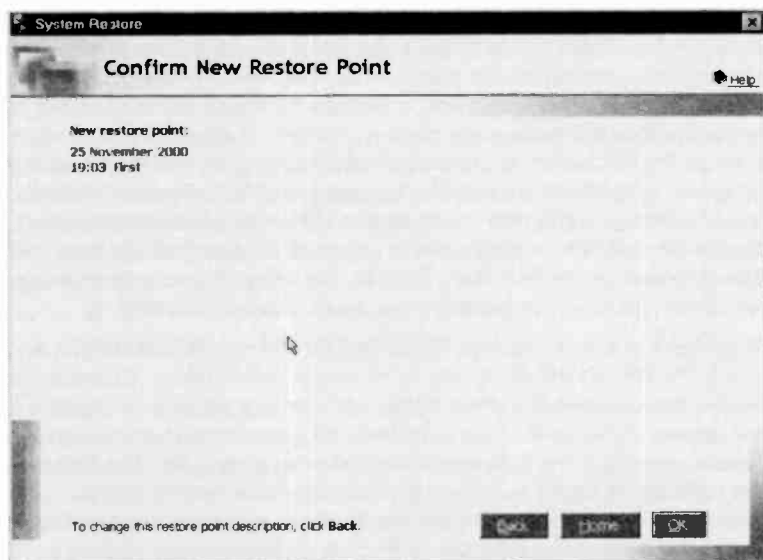 System Restore
Confirm New Restore Point
Help
New restore point:
25 November 2000
19:03 First
To change this restore point description, click Back.
Back
Home
OK